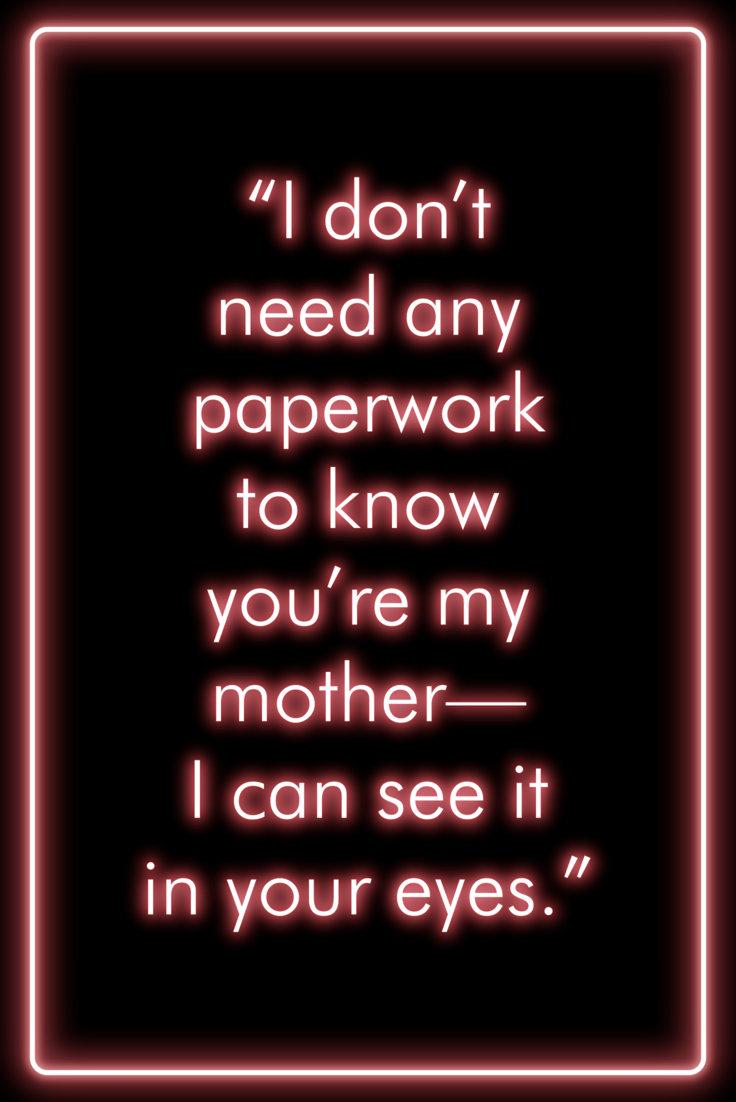 “I don’t
need any
paperwork
to know
you’re my
mother—
I can see it
in your eyes.”